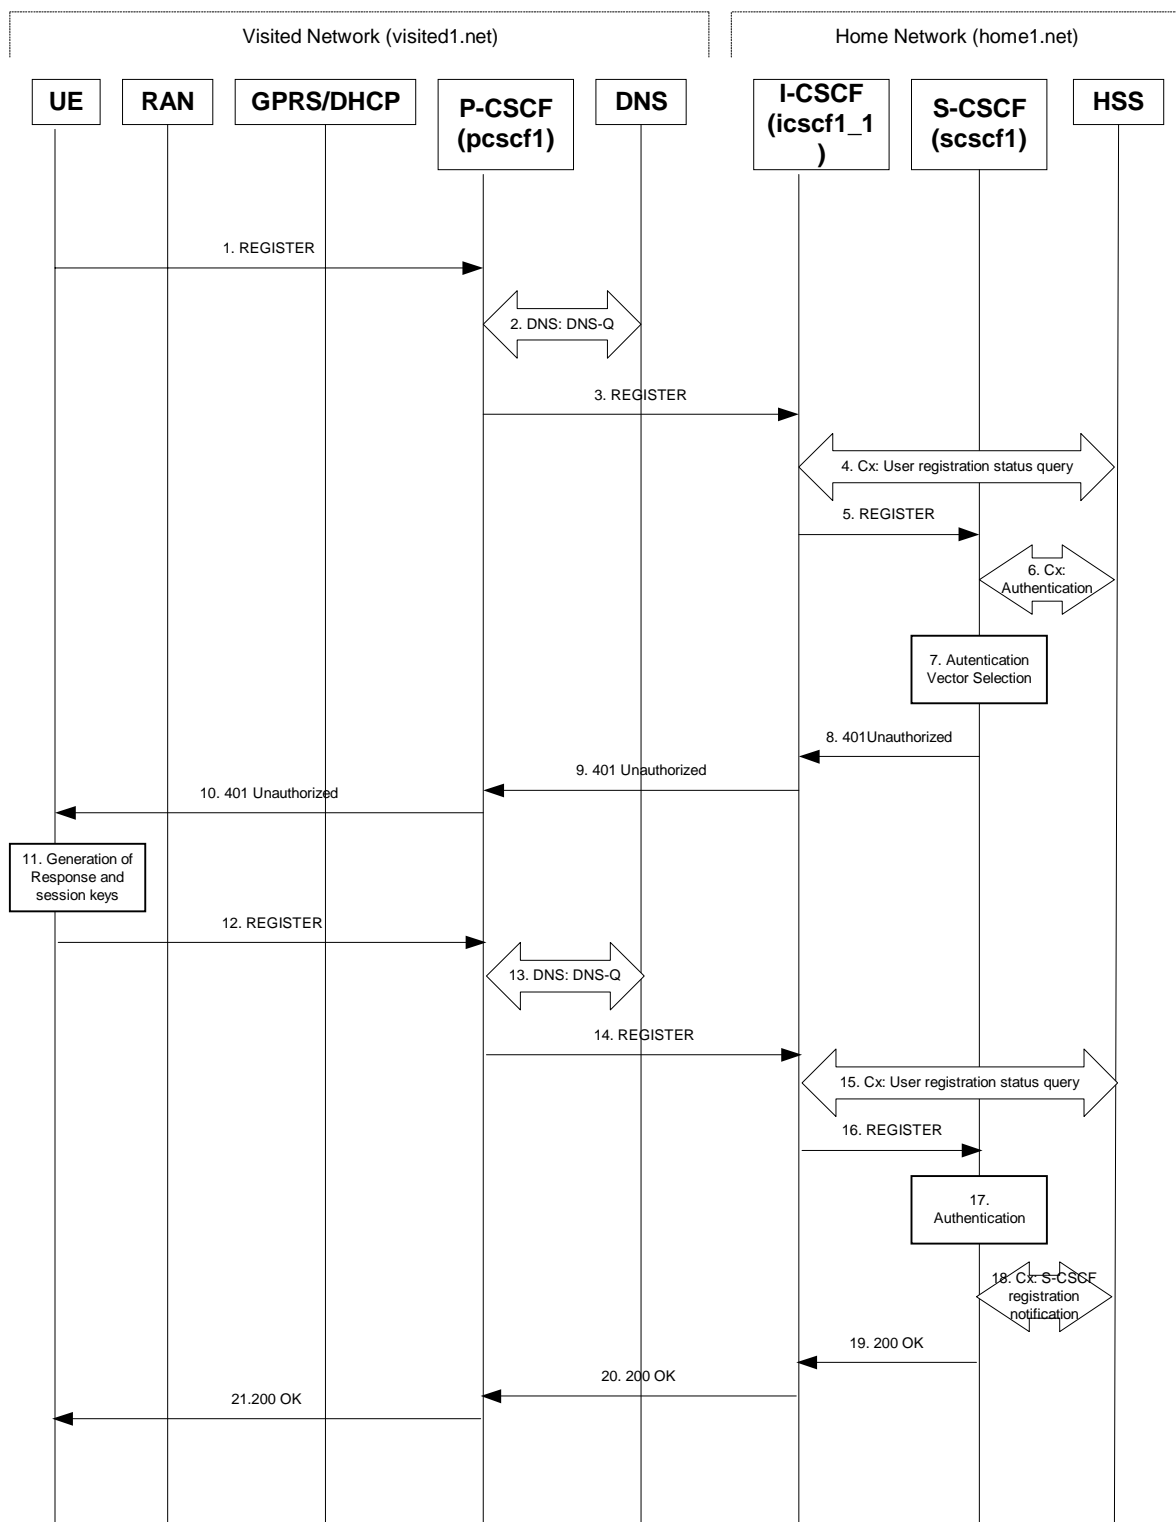 Visited Network (visited1.net)
Home Network (home1.net)
UE
RAN
GPRS/DHCP
P-CSCF
(pcscf1)
DNS
I-CSCF
(icscf1_1
)
S-CSCF
(scscf1)
HSS
1. REGISTER
2. DNS: DNS-Q
3. REGISTER
4. Cx: User registration status query
5. REGISTER
6. Cx:
Authentication
7. Autentication
Vector Selection
8. 401Unauthorized
9. 401 Unauthorized
10. 401 Unauthorized
11. Generation of
Response and
session keys
12. REGISTER
13. DNS: DNS-Q
14. REGISTER
15. Cx: User registration status query
16. REGISTER
17.
Authentication
18. Cx: S-CSCF
registration
notification
19. 200 OK
20. 200 OK
21.200 OK